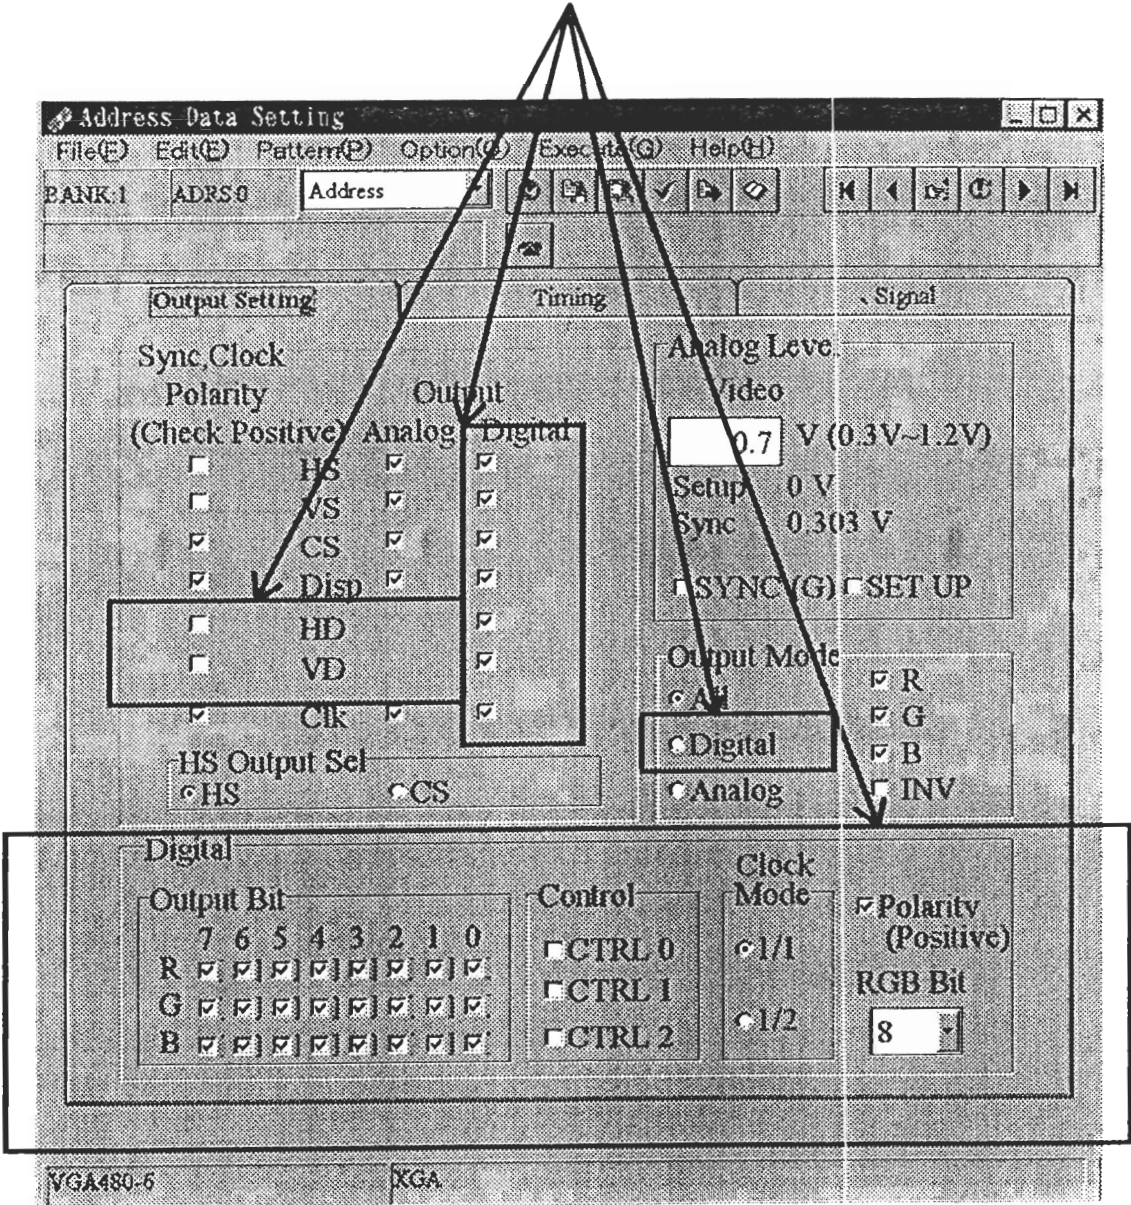 Address Data Setting
File(F) Edit(E) Pattern(P) Option(O) Execute(G) Help(H)
BANK:1 ADRS:0 Address
Output Setting Timing Signal
Sync,Clock
Polarity
(Check Positive)
Output
Analog Digital
HS
VS
CS
Disp
HD
VD
Clk
HS Output Sel
HS CS
Analog Leve
Video
0.7 V (0.3V~1.2V)
Setup 0 V
Sync 0.303 V
SYNC (G) SET UP
Output Mode
All
Digital
Analog
R
G
B
INV
Digital
Output Bit
7 6 5 4 3 2 1 0
R
G
B
Control
CTRL 0
CTRL 1
CTRL 2
Clock
Mode
1/1
1/2
Polarity
(Positive)
RGB Bit
8
VGA480-6 XGA